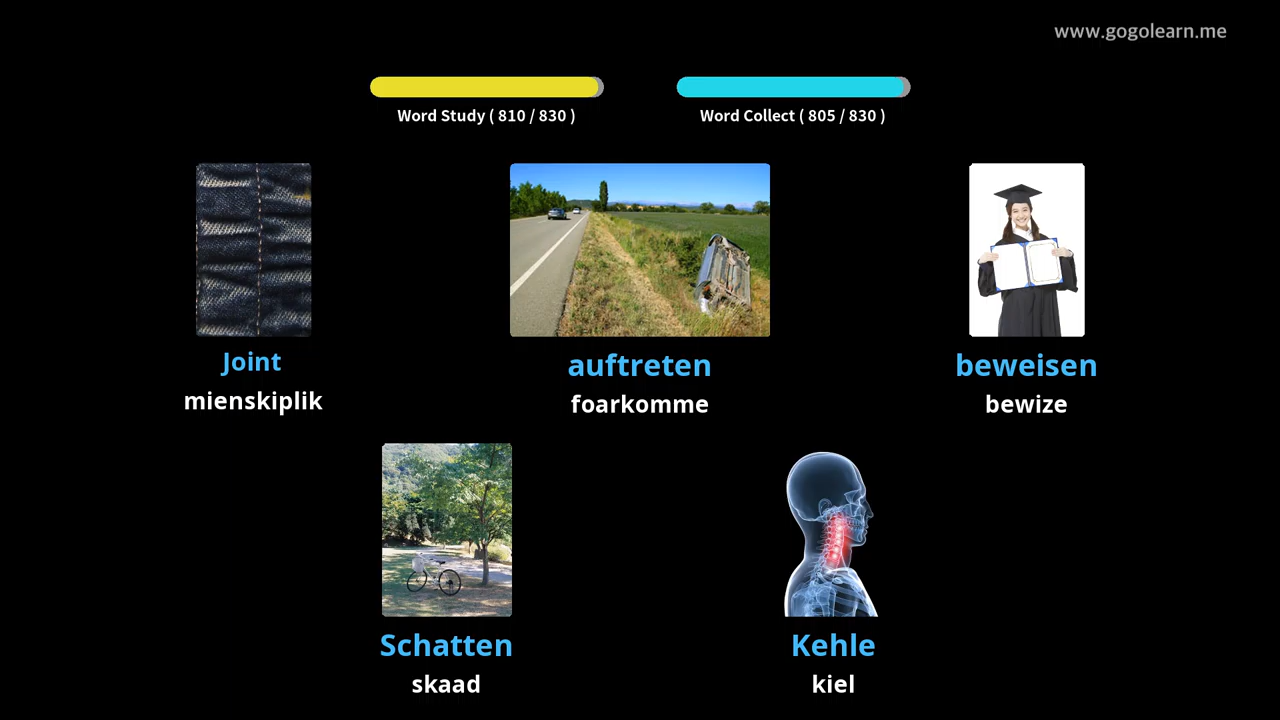 www.gogolearn.me
Word Study ( 810 / 830 )
Word Collect ( 805 / 830 )
Joint
mienskiplik
auftreten
foarkomme
beweisen
bewize
Schatten
skaad
Kehle
kiel